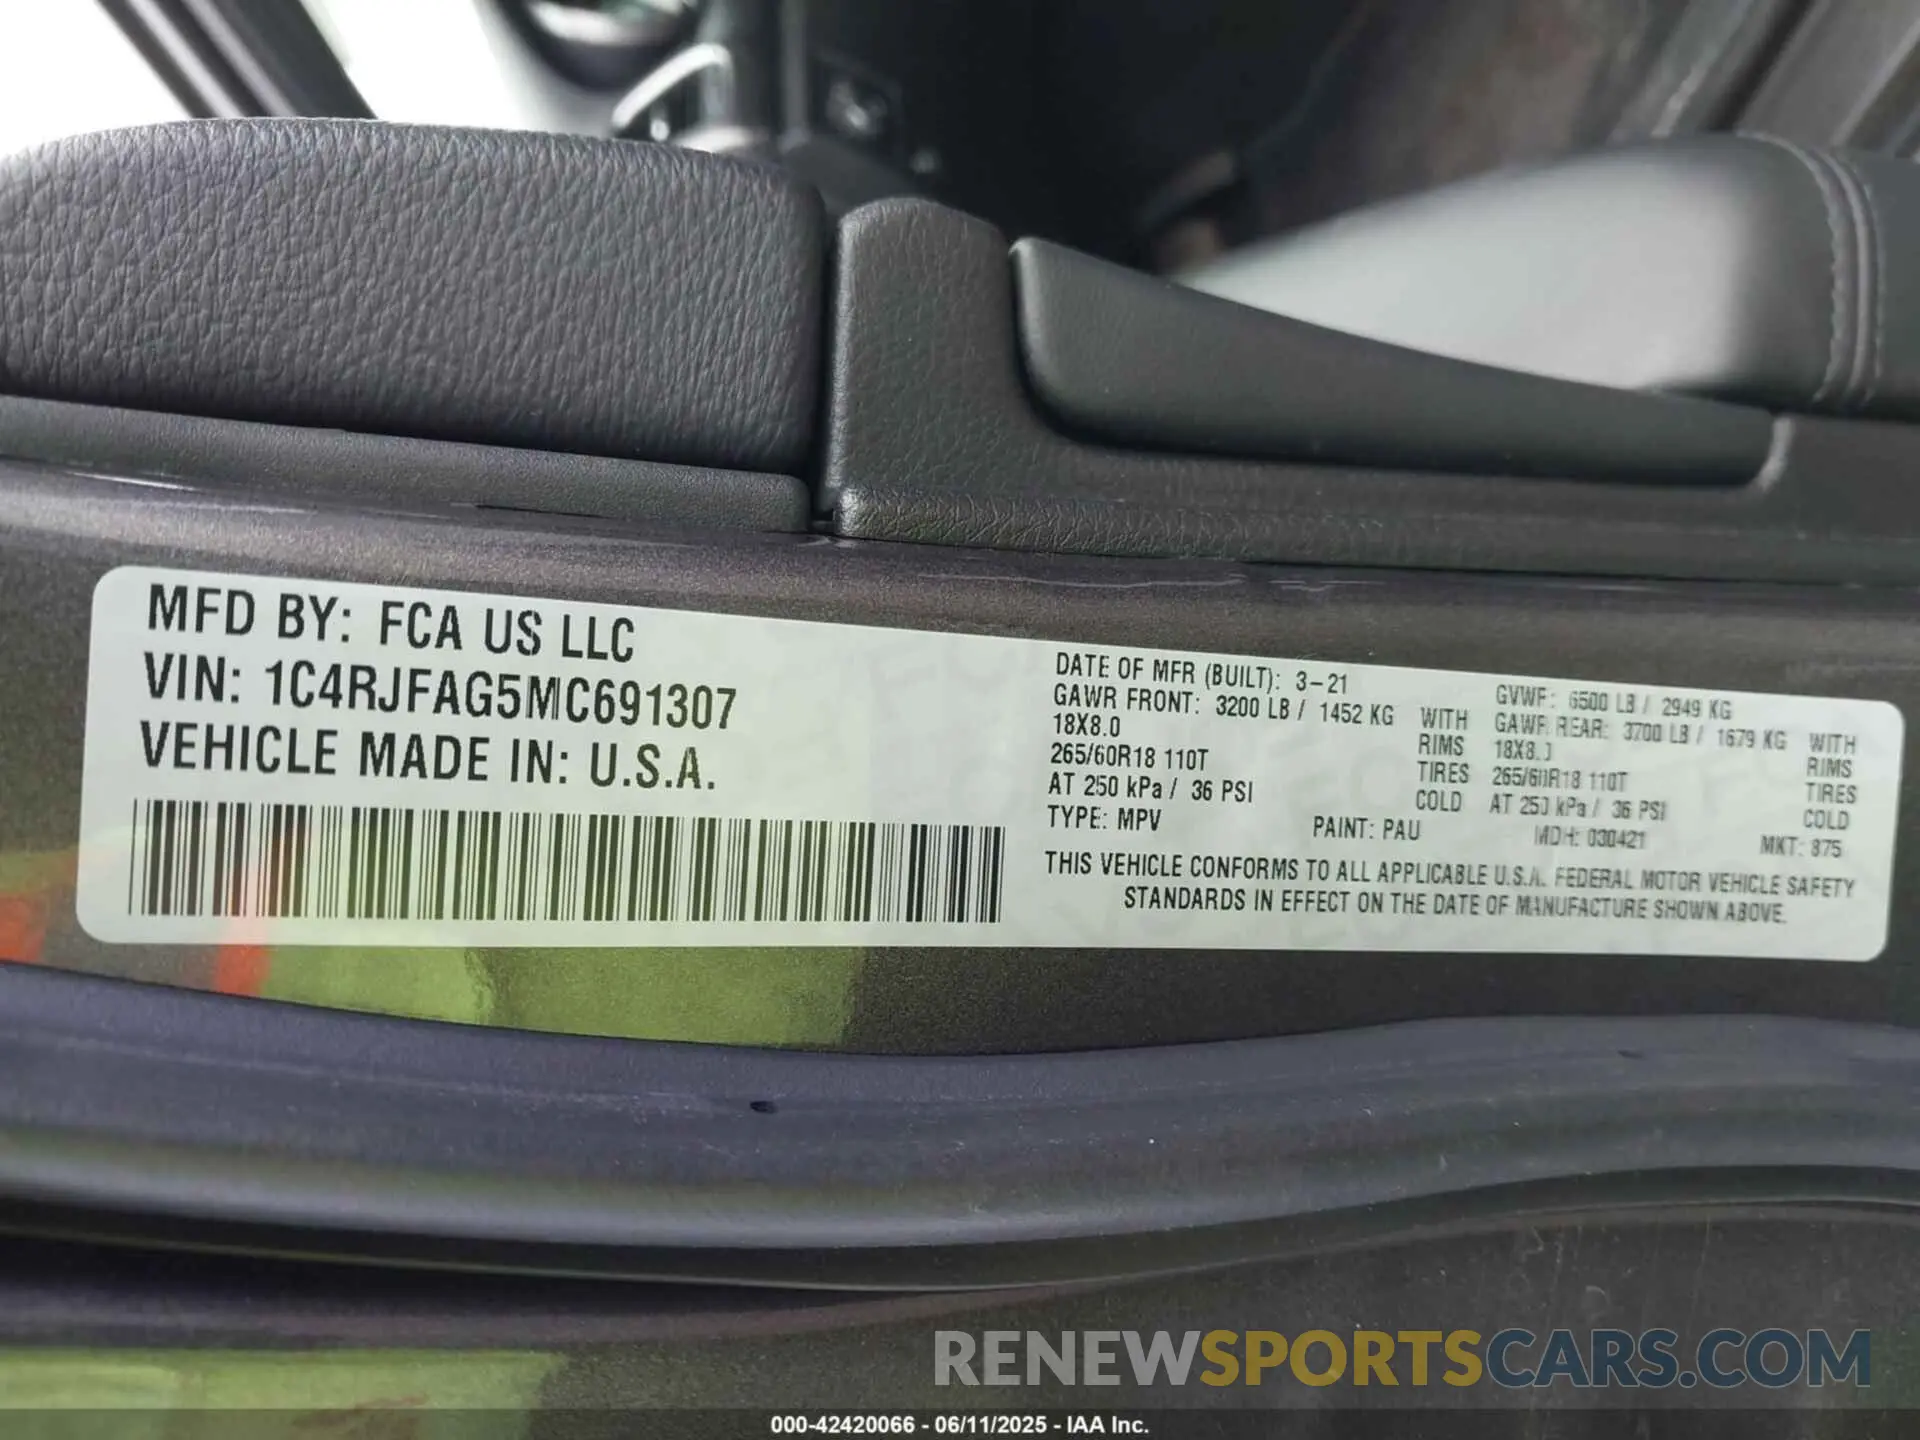 MFD BY: FCA US LLC
VIN: 1C4RJFAG5MC691307
VEHICLE MADE IN: U.S.A.
DATE OF MFR (BUILT): 3-21
GAWR FRONT: 3200 LB / 1452 KG WITH
18X8.0 RIMS
265/60R18 110T TIRES
AT 250 kPa / 36 PSI COLD
GVWR: 6500 LB / 2949 KG
GAWR REAR: 3700 LB / 1679 KG WITH
18X8.0 RIMS
265/60R18 110T TIRES
AT 250 kPa / 36 PSI COLD
TYPE: MPV PAINT: PAU MDH: 030421 MKT: 875
THIS VEHICLE CONFORMS TO ALL APPLICABLE U.S.A. FEDERAL MOTOR VEHICLE SAFETY
STANDARDS IN EFFECT ON THE DATE OF MANUFACTURE SHOWN ABOVE.
RENEWSPORTSCARS.COM
000-42420066 - 06/11/2025 - IAA Inc.